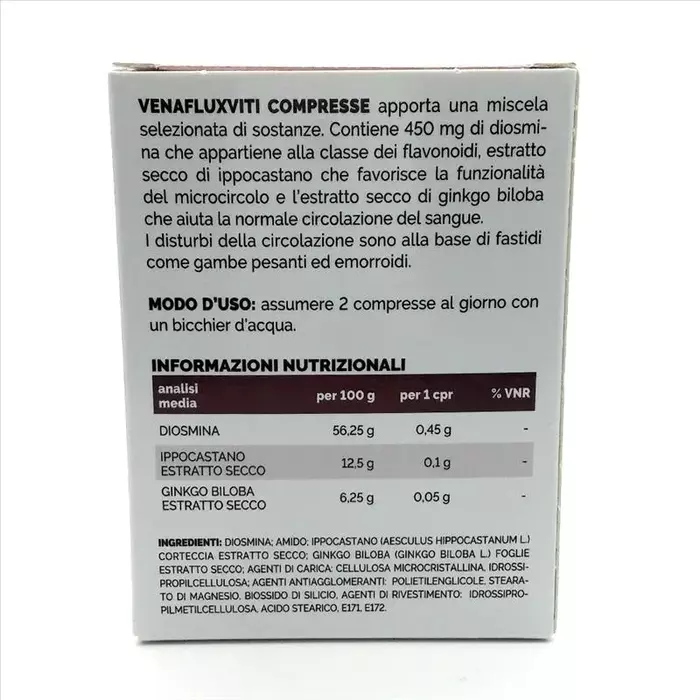 VENAFLUXVITI COMPRESSE apporta una miscela
selezionata di sostanze. Contiene 450 mg di diosmi-
na che appartiene alla classe dei flavonoidi, estratto
secco di ippocastano che favorisce la funzionalità
del microcircolo e l'estratto secco di ginkgo biloba
che aiuta la normale circolazione del sangue.
I disturbi della circolazione sono alla base di fastidi
come gambe pesanti ed emorroidi.
MODO D'USO: assumere 2 compresse al giorno con
un bicchier d'acqua.
INFORMAZIONI NUTRIZIONALI
analisi media per 100 g per 1 cpr % VNR
DIOSMINA 56,25 g 0,45 g -
IPPOCASTANO ESTRATTO SECCO 12,5 g 0,1 g -
GINKGO BILOBA ESTRATTO SECCO 6,25 g 0,05 g -
INGREDIENTI: DIOSMINA; AMIDO; IPPOCASTANO (AESCULUS HIPPOCASTANUM L.)
CORTECCIA ESTRATTO SECCO; GINKGO BILOBA (GINKGO BILOBA L.) FOGLIE
ESTRATTO SECCO; AGENTI DI CARICA: CELLULOSA MICROCRISTALLINA, IDROSSI-
PROPILCELLULOSA; AGENTI ANTIAGGLOMERANTI: POLIETILENGLICOLE, STEARA-
TO DI MAGNESIO, BIOSSIDO DI SILICIO, AGENTI DI RIVESTIMENTO: IDROSSIPRO-
PILMETILCELLULOSA, ACIDO STEARICO, E171, E172.